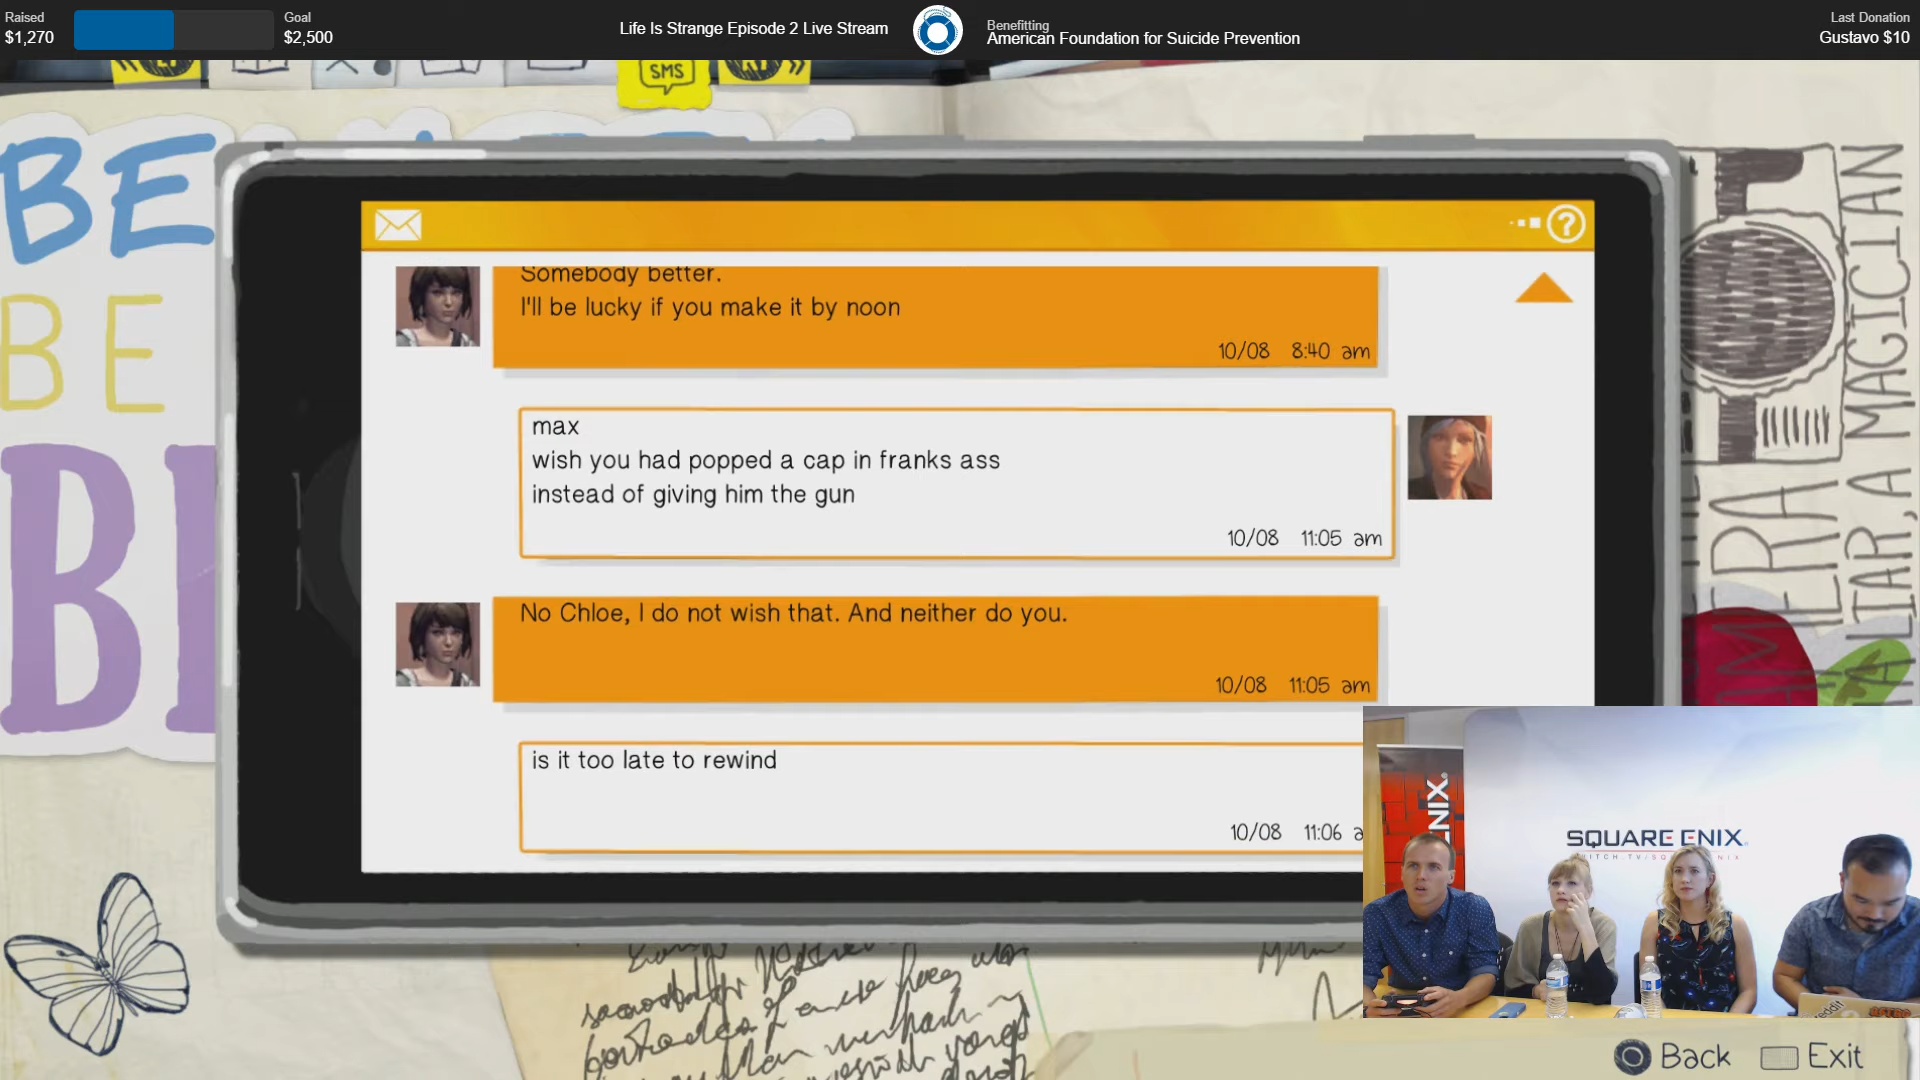 Raised
$1,270
Goal
$2,500
Life Is Strange Episode 2 Live Stream
Benefitting
American Foundation for Suicide Prevention
Last Donation
Gustavo $10
SMS
BE
BE
Somebody better.
I'll be lucky if you make it by noon
10/08 8:40 am
max
wish you had popped a cap in franks ass
instead of giving him the gun
10/08 11:05 am
No Chloe, I do not wish that. And neither do you.
10/08 11:05 am
is it too late to rewind
10/08 11:06 a
A MAGICIAN
SQUARE ENIX
reddit
Back
Exit